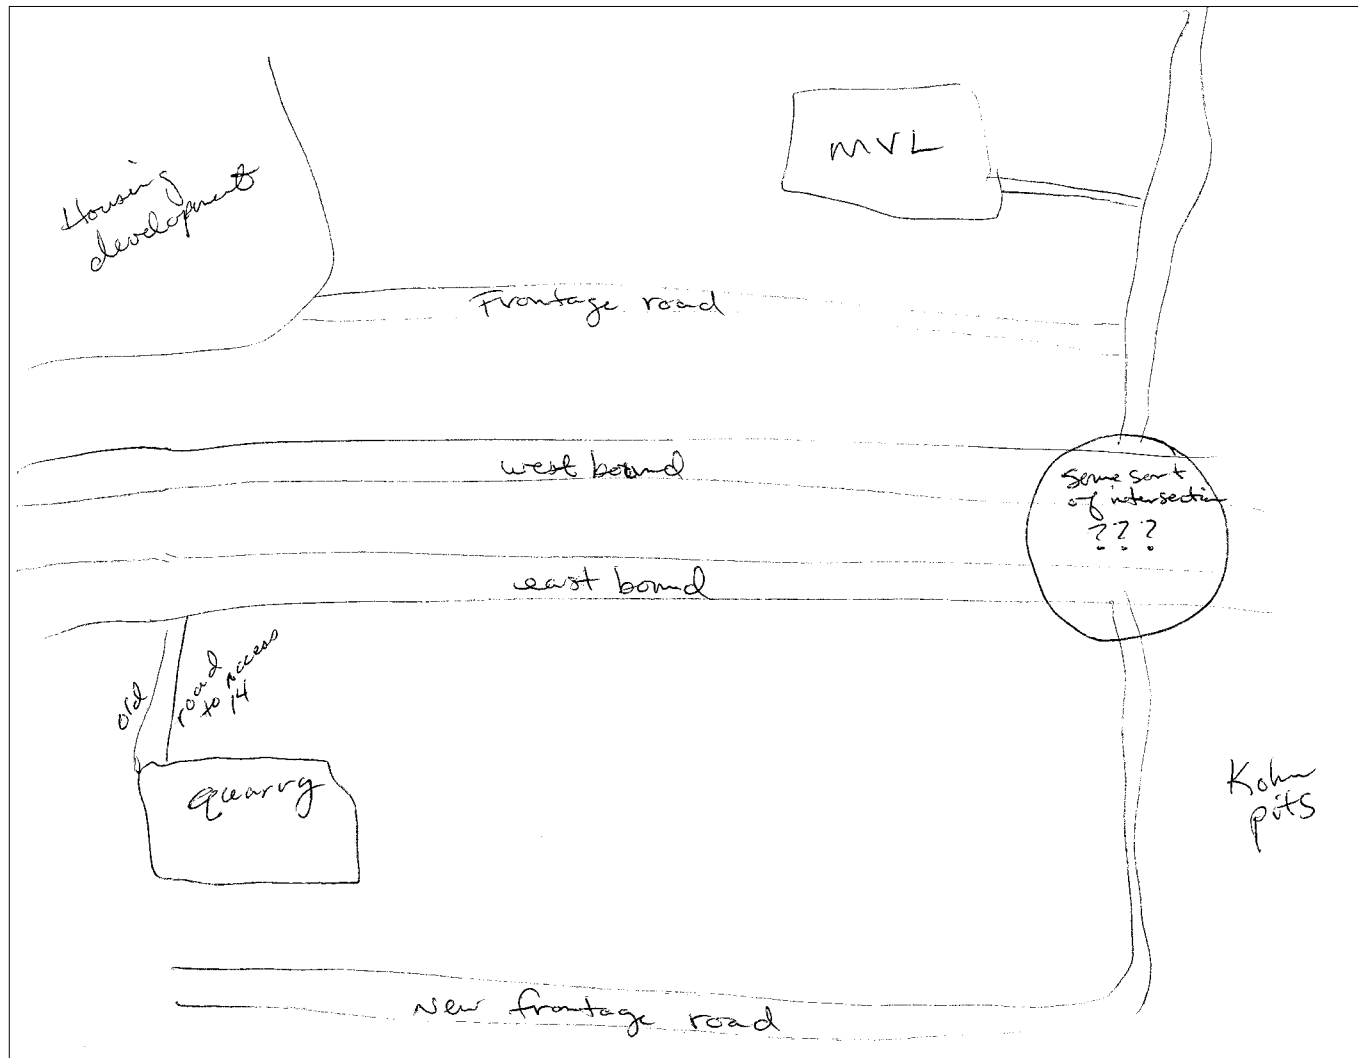 MVL
Housing
development
Frontage road
west bound
some sort
of intersection
???
east bound
old
road
to access
14
quarry
Kohn
pits
New frontage road